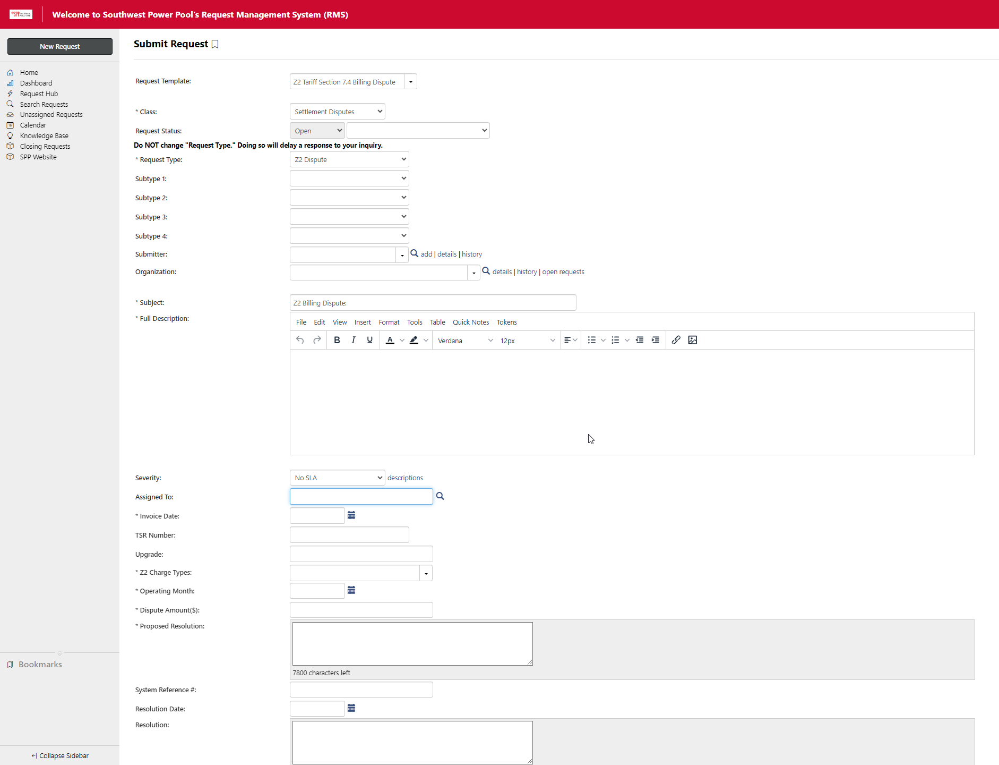 Welcome to Southwest Power Pool's Request Management System (RMS)
New Request
Home
Dashboard
Request Hub
Search Requests
Unassigned Requests
Calendar
Knowledge Base
Closing Requests
SPP Website
Bookmarks
Collapse Sidebar
Submit Request
Request Template: Z2 Tariff Section 7.4 Billing Dispute
* Class: Settlement Disputes
Request Status: Open
Do NOT change "Request Type." Doing so will delay a response to your inquiry.
* Request Type: Z2 Dispute
Subtype 1:
Subtype 2:
Subtype 3:
Subtype 4:
Submitter: add | details | history
Organization: details | history | open requests
* Subject: Z2 Billing Dispute:
* Full Description:
File Edit View Insert Format Tools Table Quick Notes Tokens
B I U A Verdana 12px
Severity: No SLA descriptions
Assigned To:
* Invoice Date:
TSR Number:
Upgrade:
* Z2 Charge Types:
* Operating Month:
* Dispute Amount($):
* Proposed Resolution:
7800 characters left
System Reference #:
Resolution Date:
Resolution: